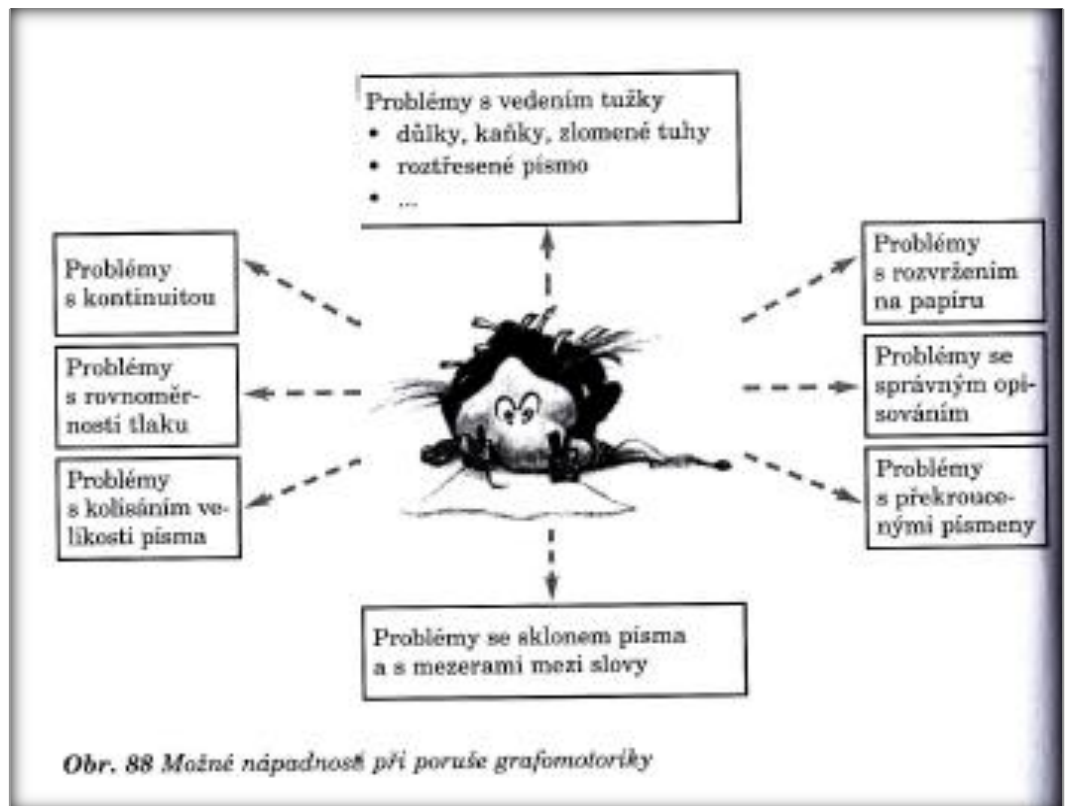 Problémy s vedením tužky
• důlky, kaňky, zlomené tuhy
• roztřesené písmo
• ...
Problémy
s kontinuitou
Problémy
s rovnoměr-
ností tlaku
Problémy
s kolísáním ve-
likosti písma
Problémy
s rozvržením
na papíru
Problémy se
správným opi-
sováním
Problémy
s překrouce-
nými písmeny
Problémy se sklonem písma
a s mezerami mezi slovy
Obr. 88 Možné nápadnosti při poruše grafomotoriky